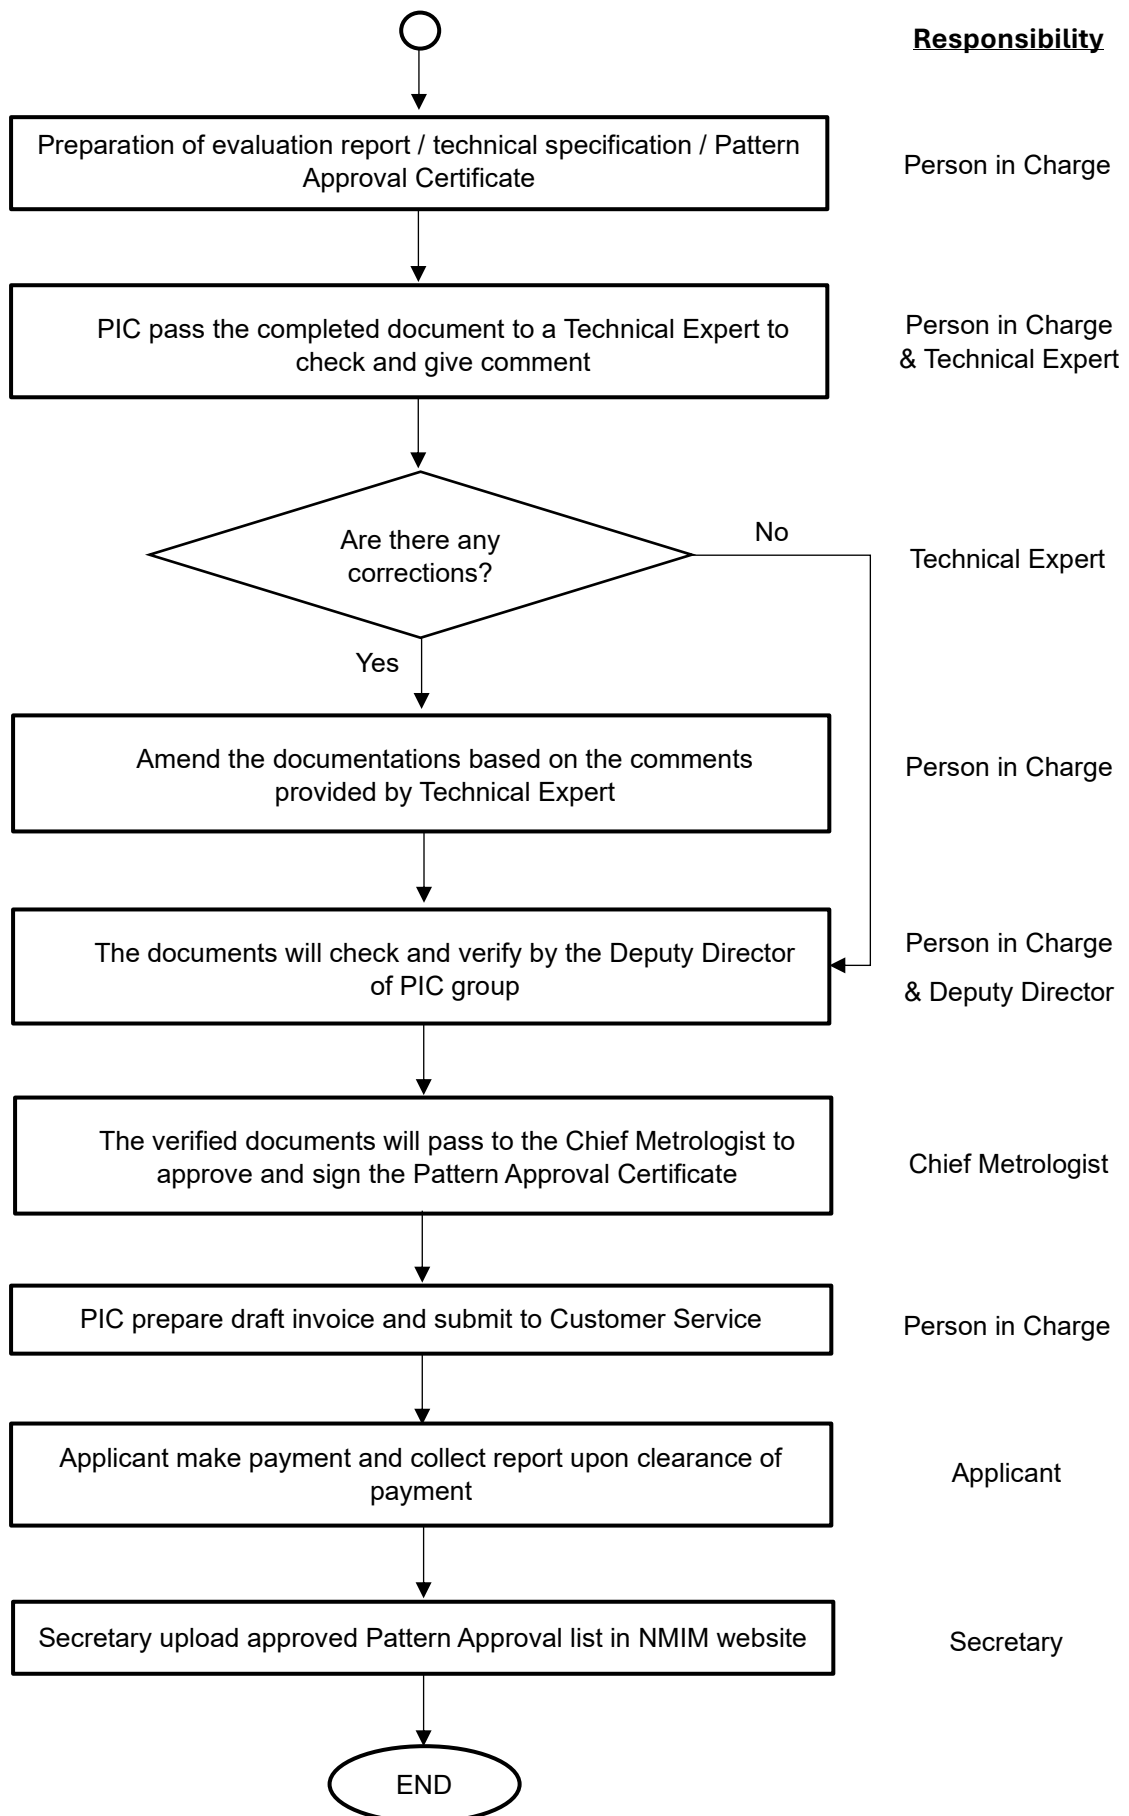 Responsibility
Preparation of evaluation report / technical specification / Pattern
Approval Certificate
Person in Charge
PIC pass the completed document to a Technical Expert to
check and give comment
Person in Charge
& Technical Expert
Are there any
corrections?
No
Technical Expert
Yes
Amend the documentations based on the comments
provided by Technical Expert
Person in Charge
The documents will check and verify by the Deputy Director
of PIC group
Person in Charge
& Deputy Director
The verified documents will pass to the Chief Metrologist to
approve and sign the Pattern Approval Certificate
Chief Metrologist
PIC prepare draft invoice and submit to Customer Service
Person in Charge
Applicant make payment and collect report upon clearance of
payment
Applicant
Secretary upload approved Pattern Approval list in NMIM website
Secretary
END